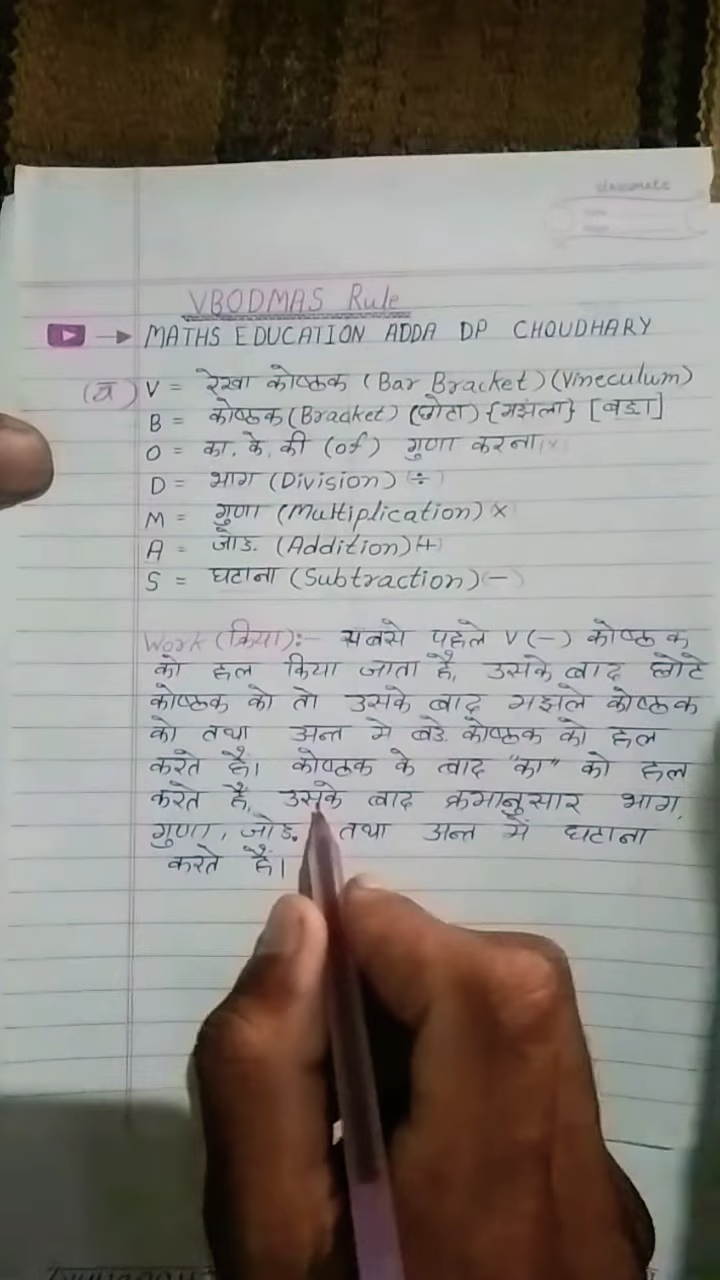 classmate
VBODMAS Rule
→ MATHS EDUCATION ADDA DP CHOUDHARY
(व) V = रेखा कोष्ठक (Bar Bracket) (Vineculum)
B = कोष्ठक (Bracket) (छोटा) {मझला} [बडा]
O = का. के. की (of) गुणा करना (×)
D = भाग (Division) ÷
M = गुणा (Multiplication) ×
A = जोड. (Addition) (+)
S = घटाना (Subtraction) (-)
Work (क्रिया):- सबसे पहले V (-) कोष्ठक
को हल किया जाता है, उसके बाद छोटे
कोष्ठक को तो उसके बाद मझले कोष्ठक
को तथा अन्त मे बडे. कोष्ठक को हल
करते है। कोष्ठक के बाद "का" को हल
करते है, उसके बाद क्रमानुसार भाग,
गुणा, जोड. तथा अन्त में घटाना
करते है।